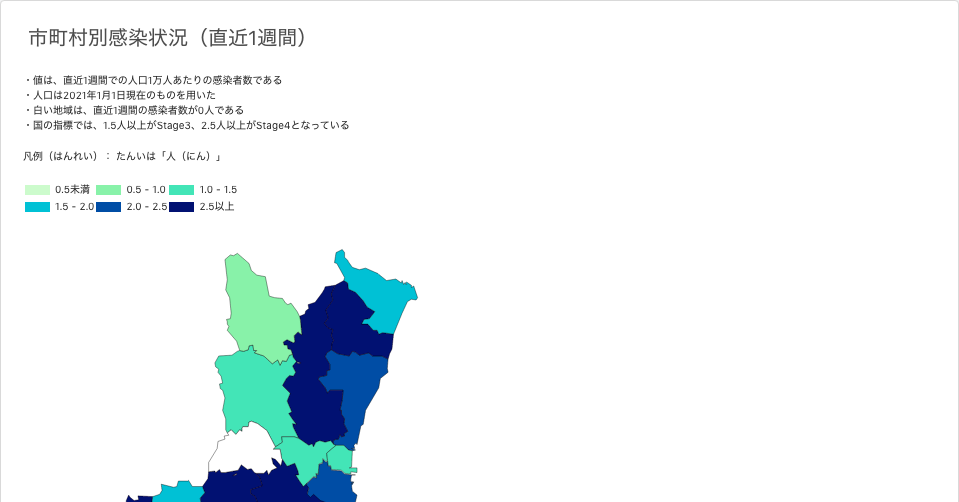 市町村別感染状況（直近1週間）
・値は、直近1週間での人口1万人あたりの感染者数である
・人口は2021年1月1日現在のものを用いた
・白い地域は、直近1週間の感染者数が0人である
・国の指標では、1.5人以上がStage3、2.5人以上がStage4となっている
凡例（はんれい）： たんいは「人（にん）」
0.5未満 0.5 - 1.0 1.0 - 1.5
1.5 - 2.0 2.0 - 2.5 2.5以上